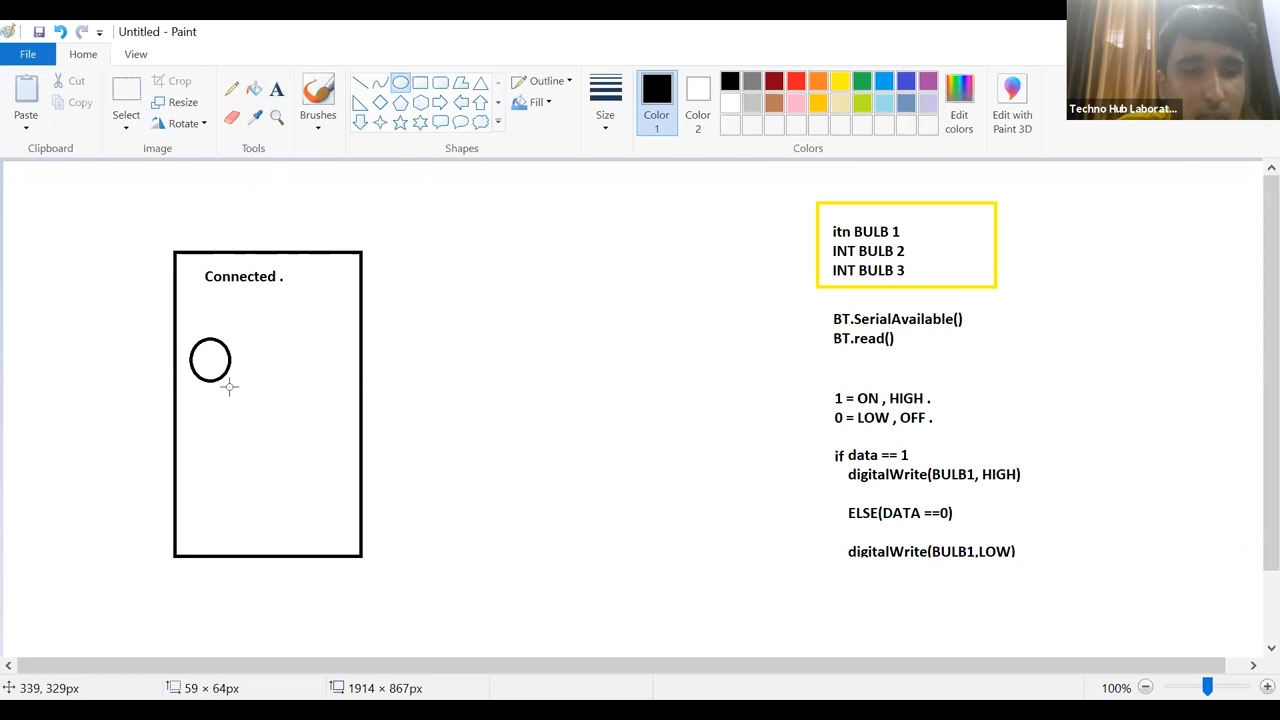 Untitled - Paint
File
Home
View
Paste
Cut
Copy
Clipboard
Select
Crop
Resize
Rotate
Image
Tools
Brushes
Shapes
Outline
Fill
Size
Color
1
Color
2
Colors
Edit
colors
Edit with
Paint 3D
Techno Hub Laborat...
Connected .
itn BULB 1
INT BULB 2
INT BULB 3
BT.SerialAvailable()
BT.read()
1 = ON , HIGH .
0 = LOW , OFF .
if data == 1
digitalWrite(BULB1, HIGH)
ELSE(DATA ==0)
digitalWrite(BULB1,LOW)
339, 329px
59 × 64px
1914 × 867px
100%